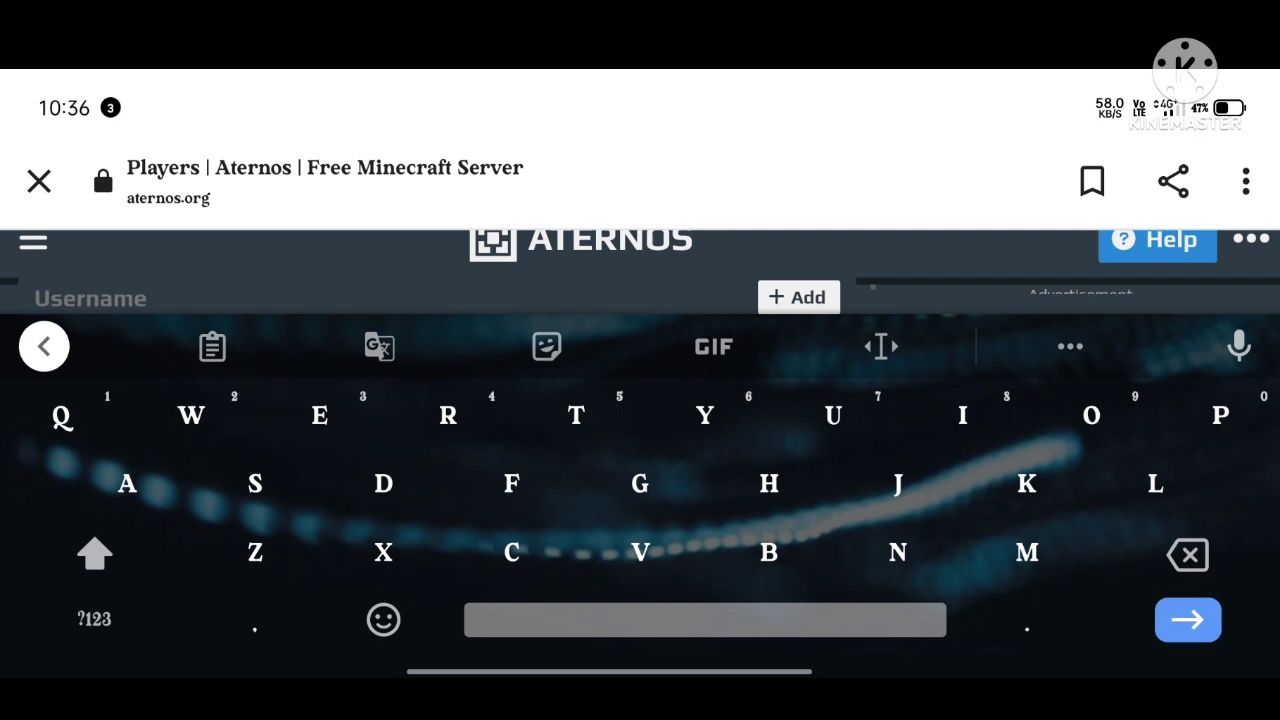 10:36 3
58.0 KB/S Vo LTE 4G+ 47%
KINEMASTER
Players | Aternos | Free Minecraft Server
aternos.org
ATERNOS
? Help
Username
+ Add
Advertisement
GIF
1 2 3 4 5 6 7 8 9 0
Q W E R T Y U I O P
A S D F G H J K L
Z X C V B N M
?123 , .